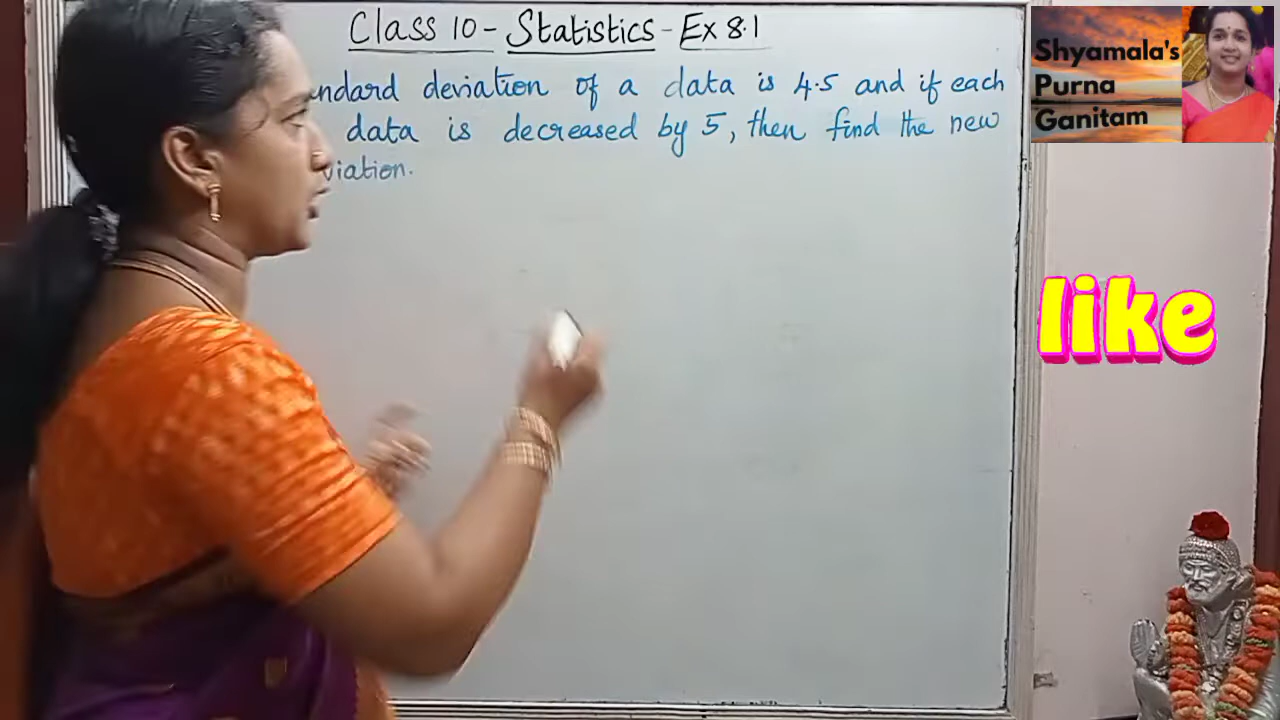 Class 10 - Statistics - Ex 8.1
ndard deviation of a data is 4.5 and if each
data is decreased by 5, then find the new
viation.
Shyamala's
Purna
Ganitam
like